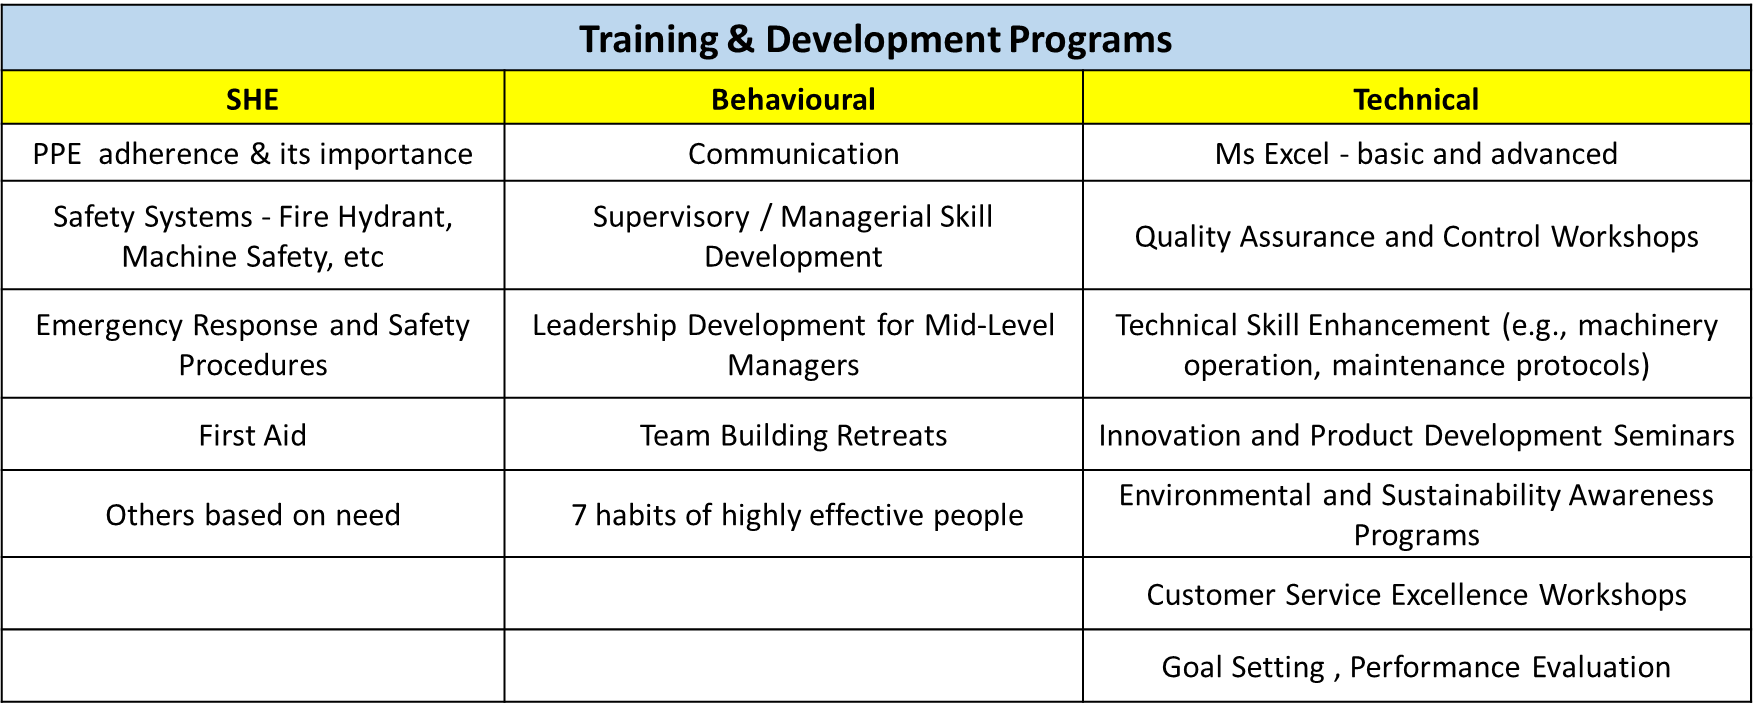 Training & Development Programs
SHE
Behavioural
Technical
PPE  adherence & its importance
Communication
Ms Excel - basic and advanced
Safety Systems - Fire Hydrant,
Machine Safety, etc
Supervisory / Managerial Skill
Development
Quality Assurance and Control Workshops
Emergency Response and Safety
Procedures
Leadership Development for Mid-Level
Managers
Technical Skill Enhancement (e.g., machinery
operation, maintenance protocols)
First Aid
Team Building Retreats
Innovation and Product Development Seminars
Others based on need
7 habits of highly effective people
Environmental and Sustainability Awareness
Programs
Customer Service Excellence Workshops
Goal Setting , Performance Evaluation